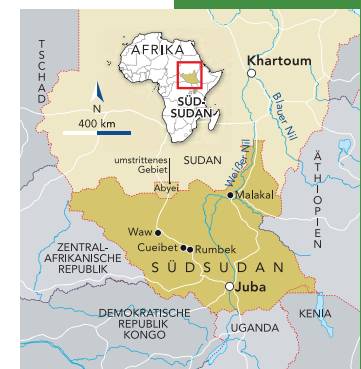 AFRIKA
SÜD-
SUDAN
TSCHAD
N
400 km
Khartoum
Blauer Nil
Weißer Nil
umstrittenes
Gebiet
SUDAN
Abyei
Malakal
ÄTHIOPIEN
Waw
Cueibet
Rumbek
ZENTRAL-
AFRIKANISCHE
REPUBLIK
SÜDSUDAN
Juba
DEMOKRATISCHE
REPUBLIK
KONGO
UGANDA
KENIA